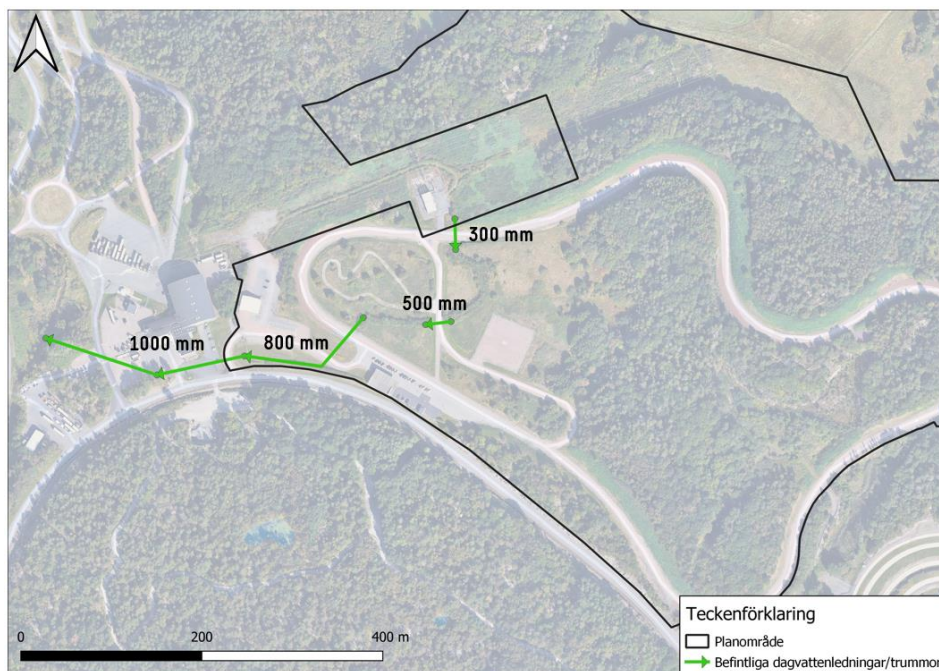 300 mm
500 mm
1000 mm
800 mm
0
200
400 m
Teckenförklaring
Planområde
Befintliga dagvattenledningar/trummor